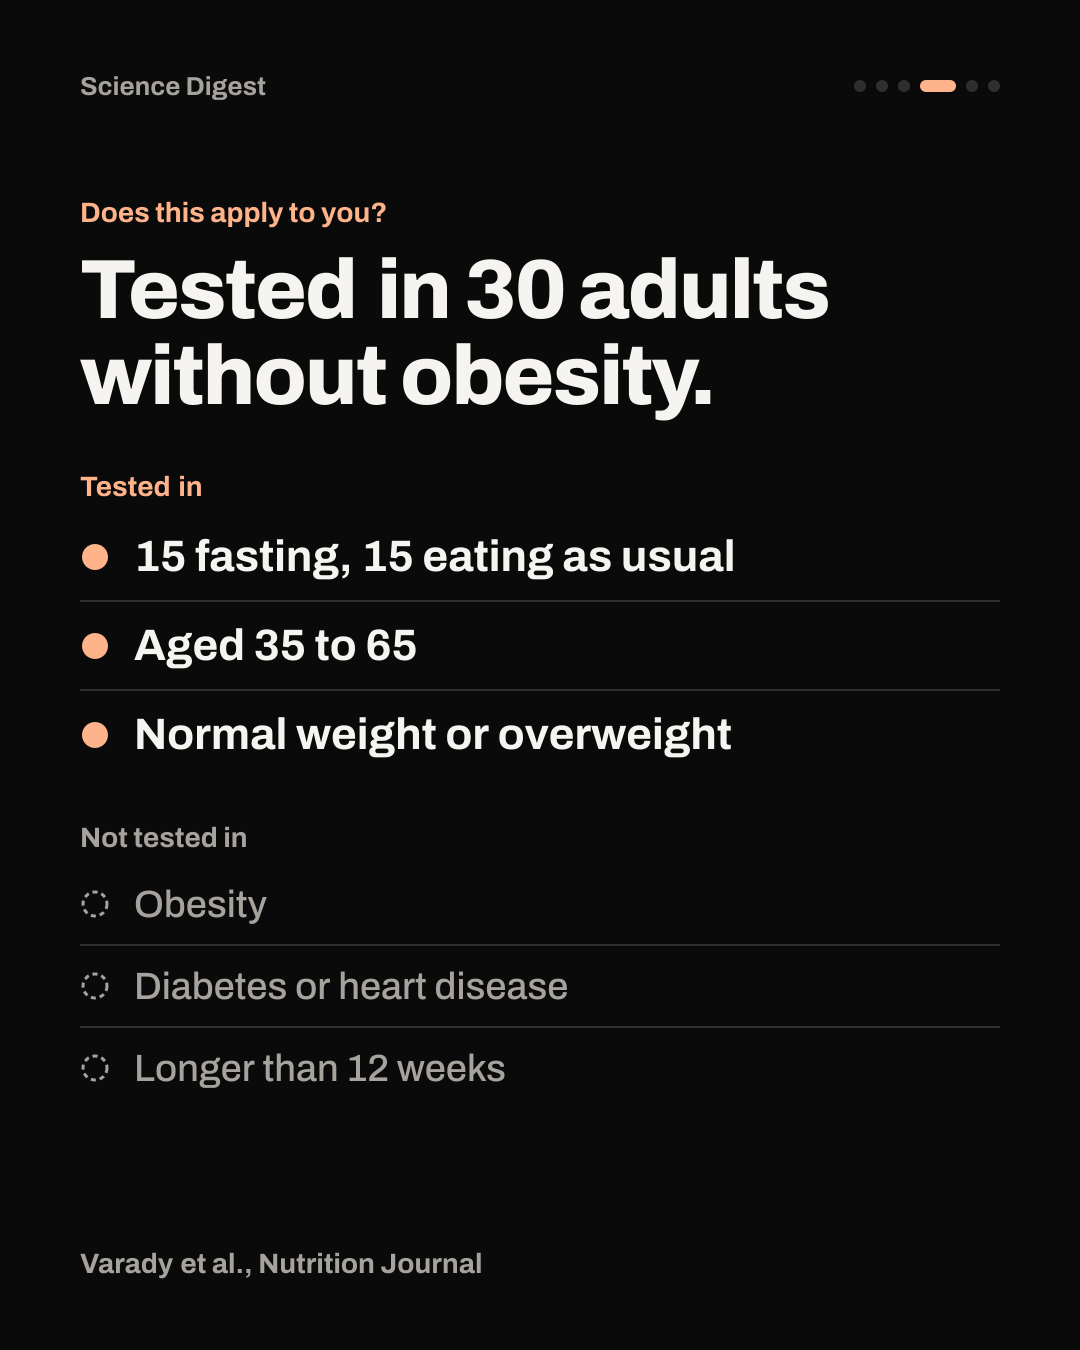 Science Digest
Does this apply to you?
Tested in 30 adults
without obesity.
Tested in
15 fasting, 15 eating as usual
Aged 35 to 65
Normal weight or overweight
Not tested in
Obesity
Diabetes or heart disease
Longer than 12 weeks
Varady et al., Nutrition Journal